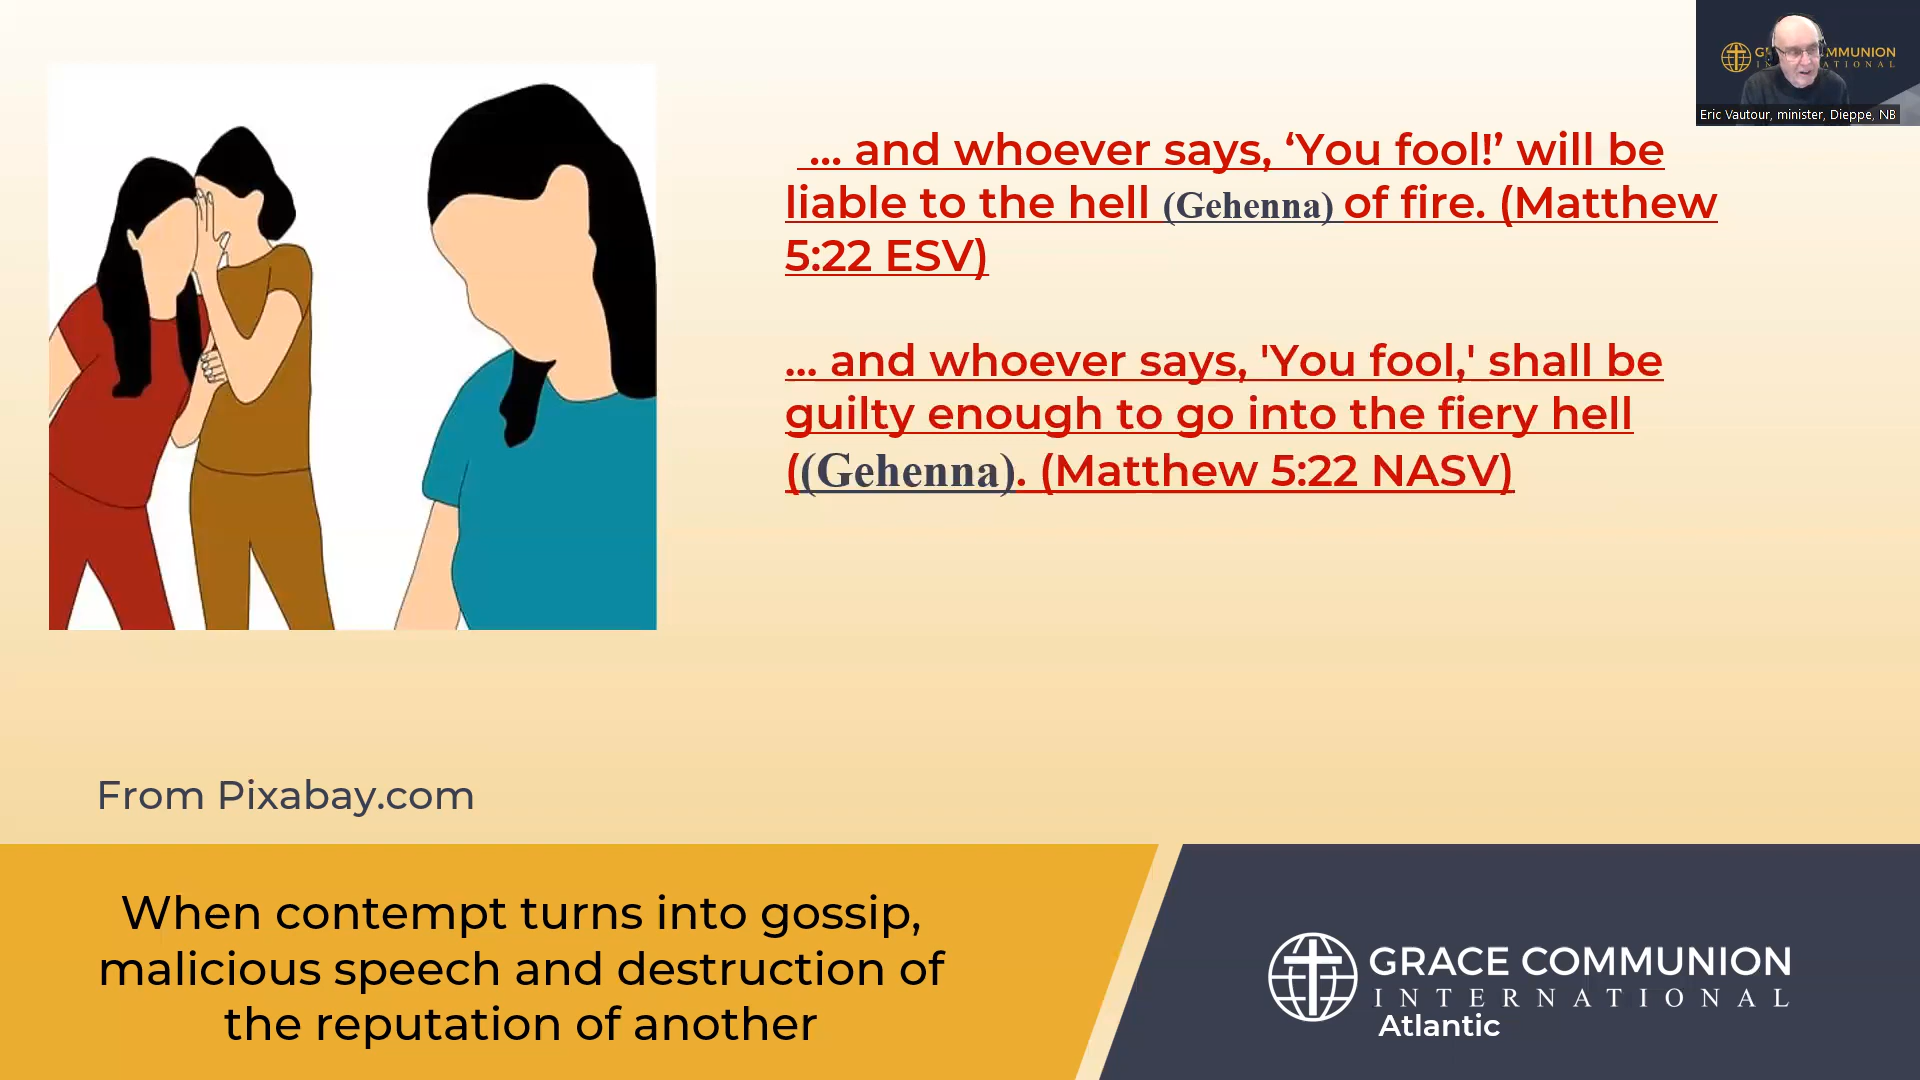 ... and whoever says, ‘You fool!’ will be
liable to the hell (Gehenna) of fire. (Matthew
5:22 ESV)
... and whoever says, 'You fool,' shall be
guilty enough to go into the fiery hell
((Gehenna). (Matthew 5:22 NASV)
From Pixabay.com
When contempt turns into gossip,
malicious speech and destruction of
the reputation of another
GRACE COMMUNION
INTERNATIONAL
Atlantic
MMUNION
Eric Vautour, minister, Dieppe, NB